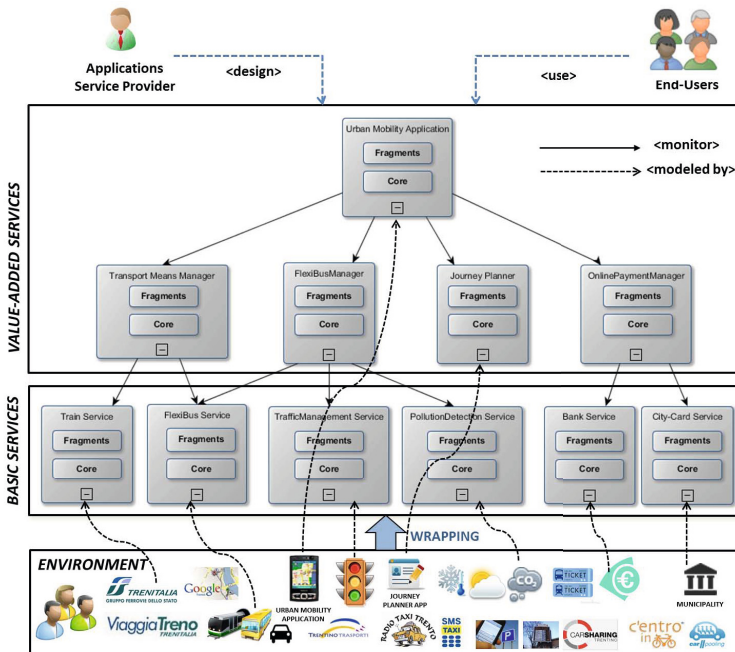 Applications
Service Provider
<design>
<use>
End-Users
VALUE-ADDED SERVICES
Urban Mobility Application
Fragments
Core
<monitor>
<modeled by>
Transport Means Manager
Fragments
Core
FlexiBusManager
Fragments
Core
Journey Planner
Fragments
Core
OnlinePaymentManager
Fragments
Core
BASIC SERVICES
Train Service
Fragments
Core
FlexiBus Service
Fragments
Core
TrafficManagement Service
Fragments
Core
PollutionDetection Service
Fragments
Core
Bank Service
Fragments
Core
City-Card Service
Fragments
Core
WRAPPING
ENVIRONMENT
TRENITALIA
GRUPPO FERROVIE DELLO STATO
Google
ViaggiaTreno
TRENITALIA
URBAN MOBILITY
APPLICATION
TRENTINO TRASPORTI
JOURNEY
PLANNER APP
RADIO TAXI TRENTO
SMS
TAXI
CO2
P
TICKET
TICKET
€
CARSHARING
TRENTINO
MUNICIPALITY
c'entro
in
car pooling